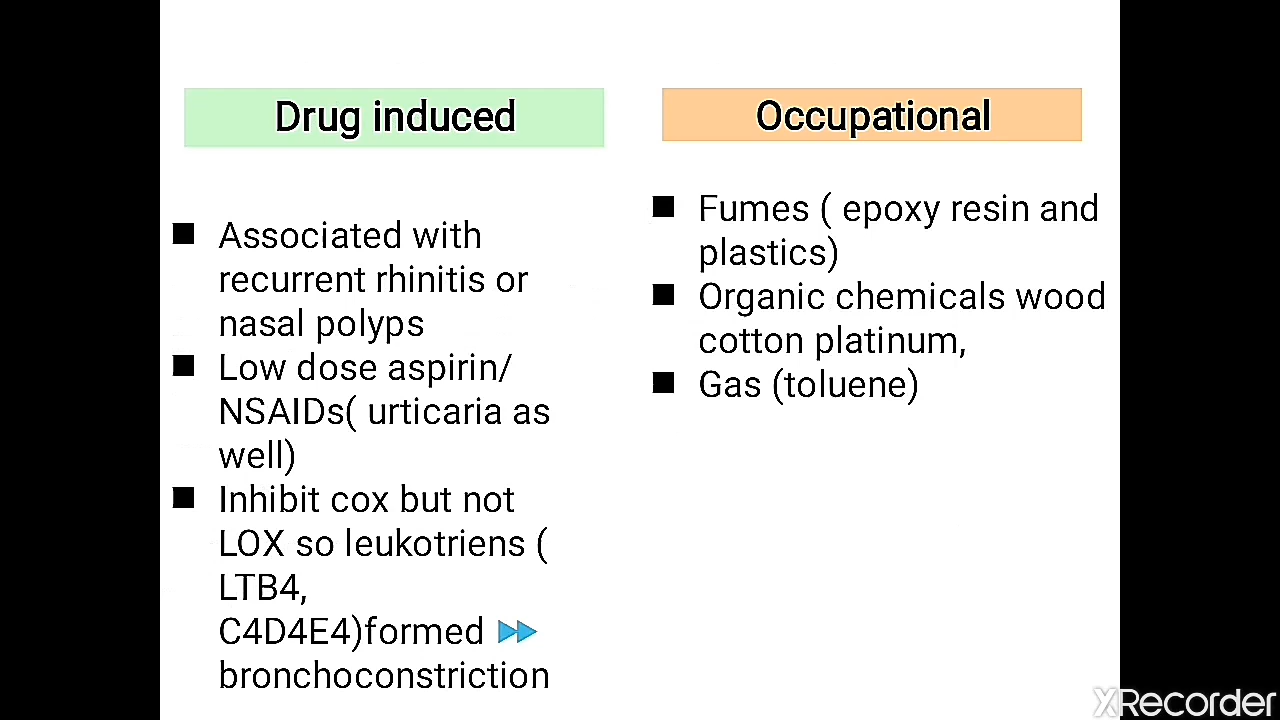 Drug induced
Associated with
recurrent rhinitis or
nasal polyps
Low dose aspirin/
NSAIDs( urticaria as
well)
Inhibit cox but not
LOX so leukotriens (
LTB4,
C4D4E4)formed ⏩
bronchoconstriction
Occupational
Fumes ( epoxy resin and
plastics)
Organic chemicals wood
cotton platinum,
Gas (toluene)
XRecorder